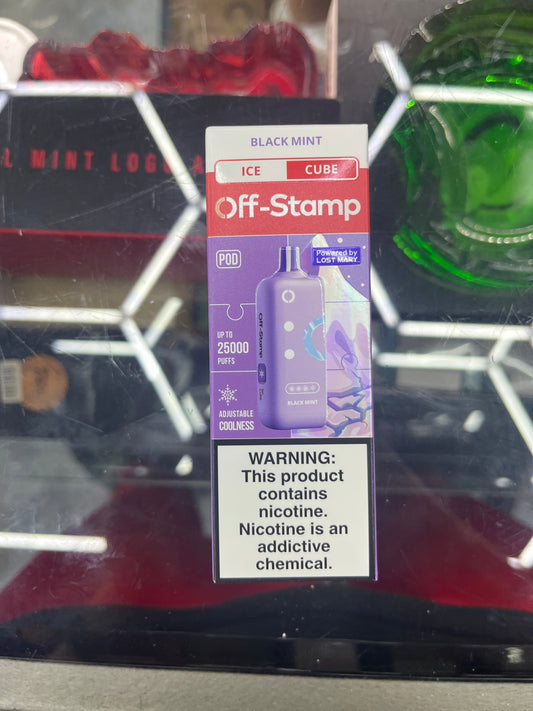 BLACK MINT
ICE CUBE
Off-Stamp
POD
Powered by
LOST MARY
UP TO
25000
PUFFS
Off-Stamp
ADJUSTABLE
COOLNESS
BLACK MINT
WARNING:
This product
contains
nicotine.
Nicotine is an
addictive
chemical.
L MINT LOGO A